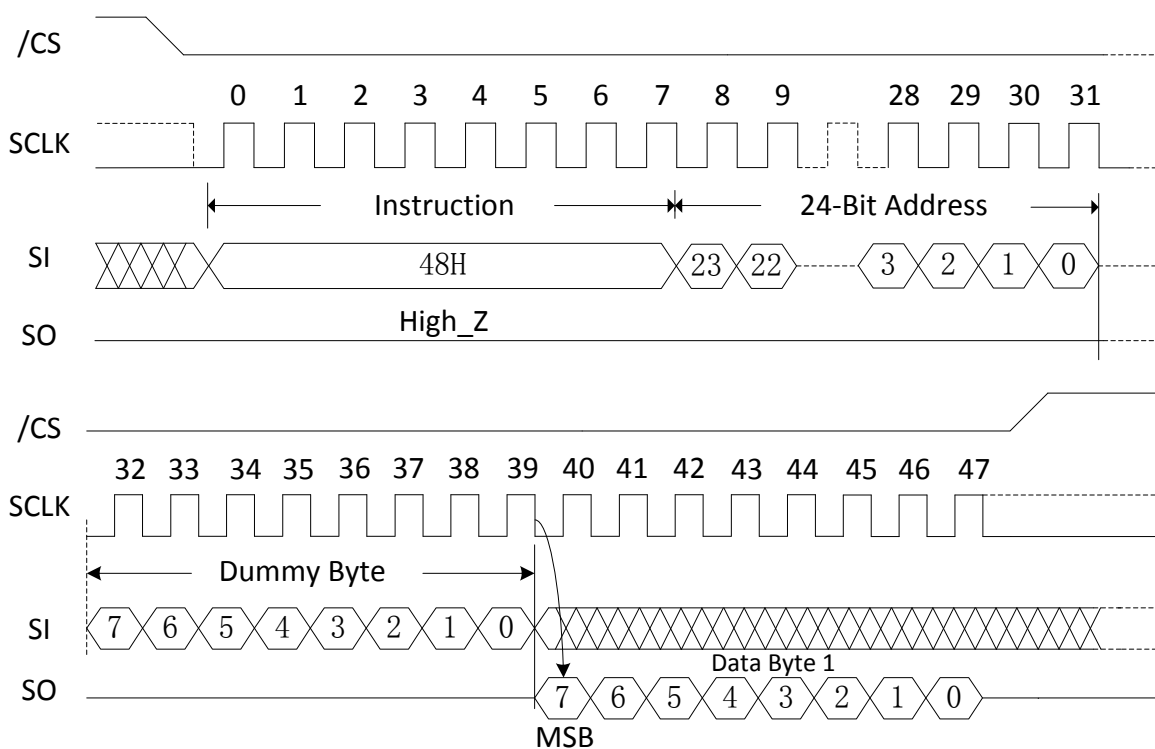 /CS
0 1 2 3 4 5 6 7 8 9 28 29 30 31
SCLK
Instruction 24-Bit Address
SI 48H 23 22 3 2 1 0
High_Z
SO
/CS
32 33 34 35 36 37 38 39 40 41 42 43 44 45 46 47
SCLK
Dummy Byte
SI 7 6 5 4 3 2 1 0
Data Byte 1
SO 7 6 5 4 3 2 1 0
MSB